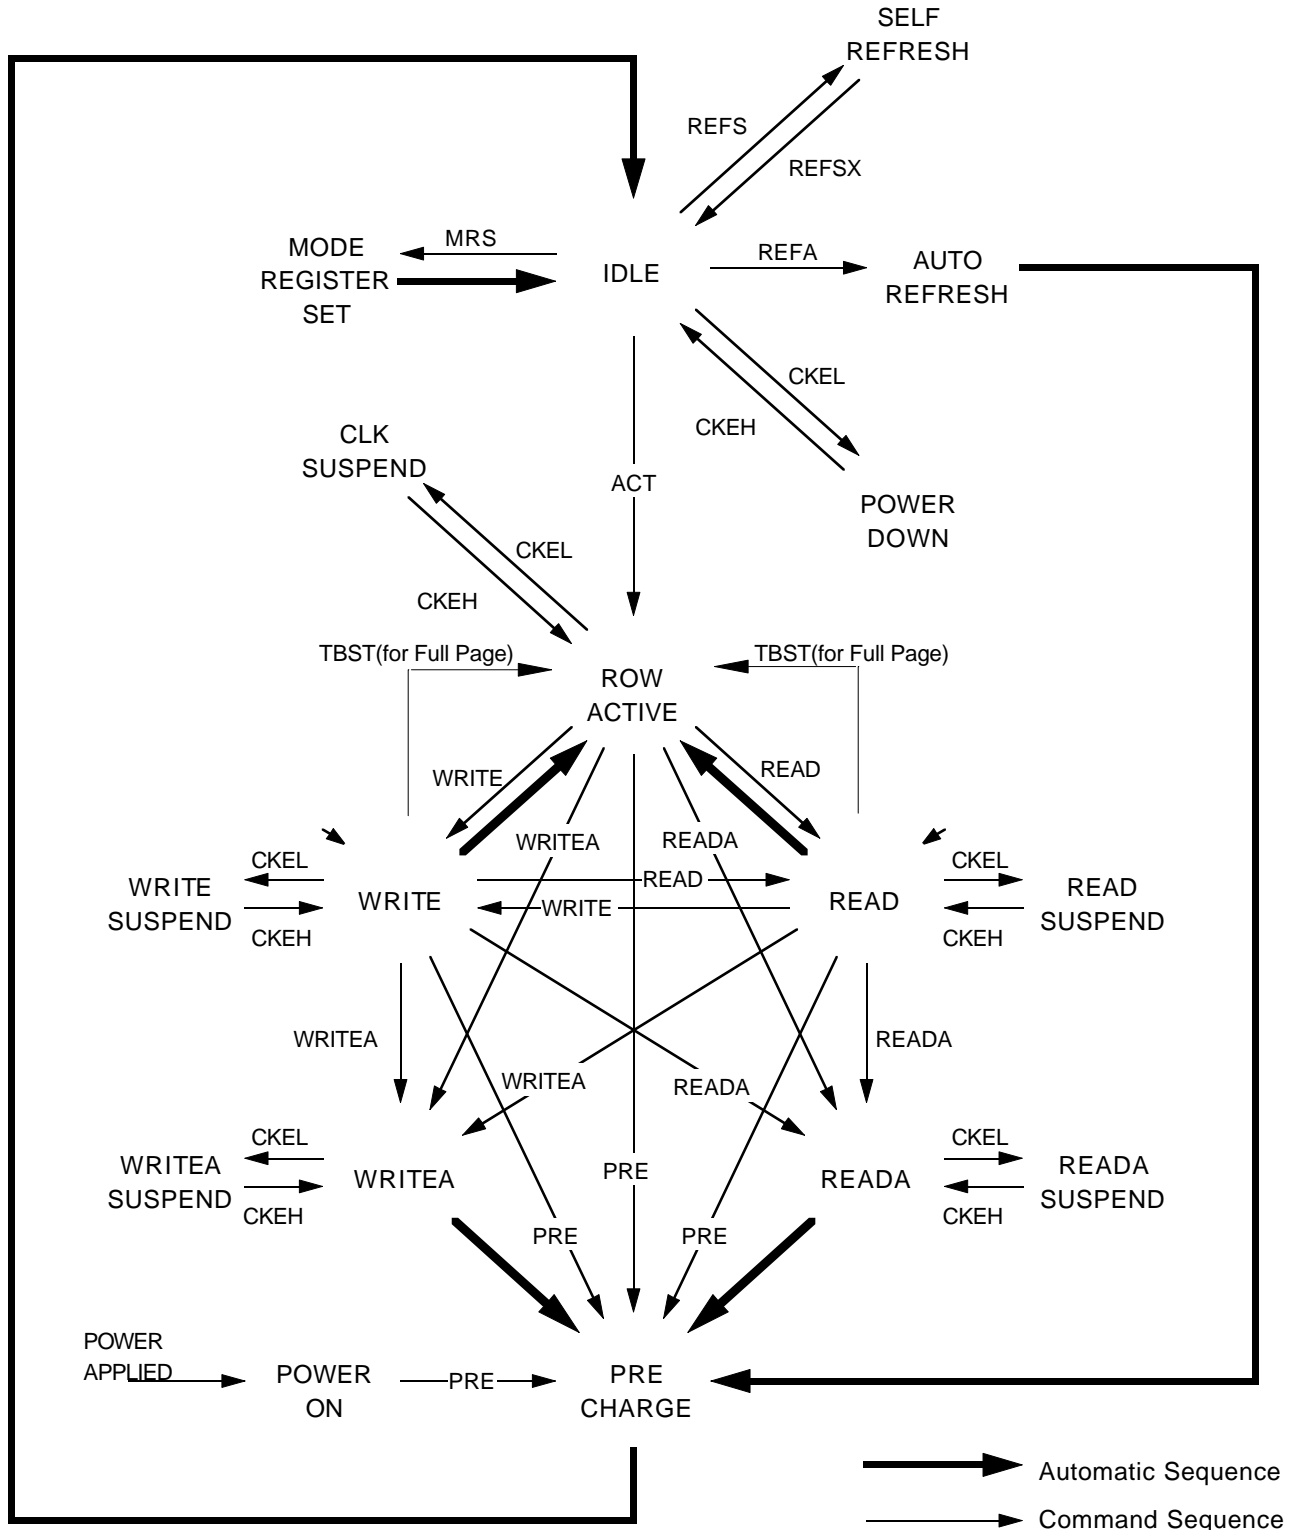 SELF
REFRESH
REFS
REFSX
MODE
REGISTER
SET
MRS
IDLE
REFA
AUTO
REFRESH
CKEL
CKEH
CLK
SUSPEND
ACT
POWER
DOWN
CKEL
CKEH
TBST(for Full Page)
TBST(for Full Page)
ROW
ACTIVE
WRITE
READ
WRITEA
READA
CKEL
CKEL
WRITE
SUSPEND
WRITE
READ
READ
READ
SUSPEND
WRITE
CKEH
CKEH
WRITEA
READA
WRITEA
READA
CKEL
CKEL
WRITEA
SUSPEND
WRITEA
PRE
READA
READA
SUSPEND
CKEH
CKEH
PRE
PRE
POWER
APPLIED
POWER
ON
PRE
PRE
CHARGE
Automatic Sequence
Command Sequence